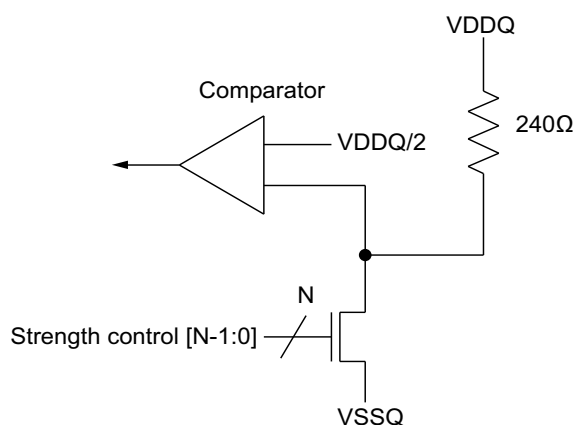 VDDQ
Comparator
240Ω
VDDQ/2
N
Strength control [N-1:0]
VSSQ